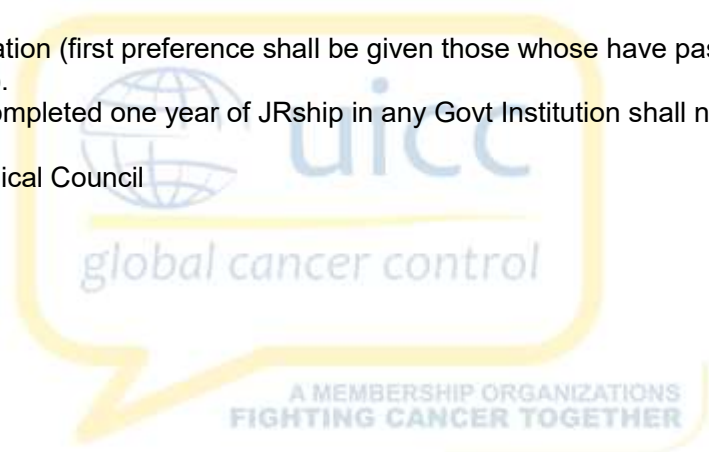 ation (first preference shall be given those whose have pas
.
ompleted one year of JRship in any Govt Institution shall n
uicc
ical Council
global cancer control
A MEMBERSHIP ORGANIZATIONS
FIGHTING CANCER TOGETHER